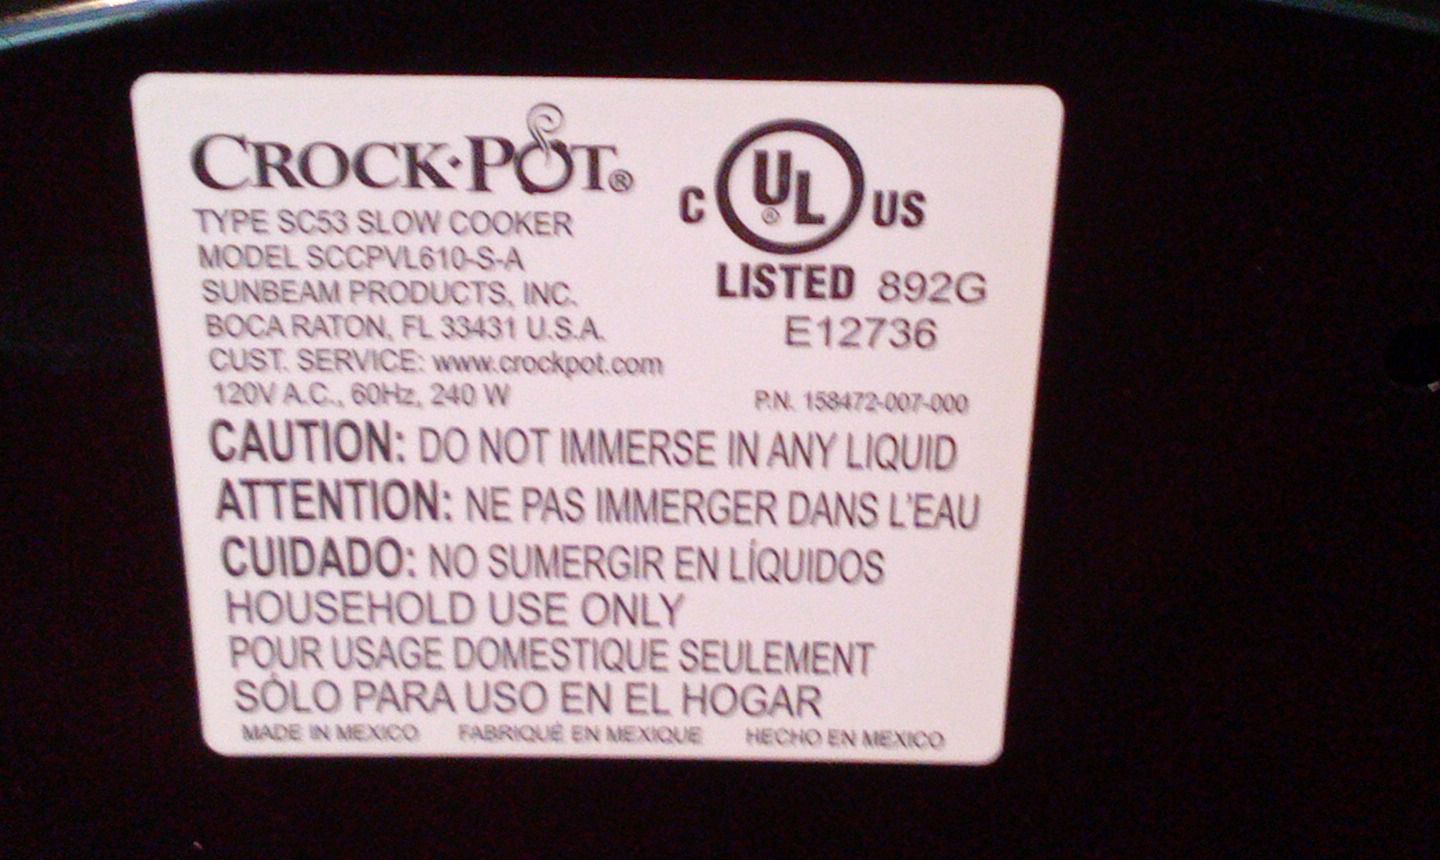 CROCK·POT®
TYPE SC53 SLOW COOKER
MODEL SCCPVL610-S-A
SUNBEAM PRODUCTS, INC.
BOCA RATON, FL 33431 U.S.A.
CUST. SERVICE: www.crockpot.com
120V A.C., 60Hz, 240 W
C UL® US
LISTED 892G
E12736
P.N. 158472-007-000
CAUTION: DO NOT IMMERSE IN ANY LIQUID
ATTENTION: NE PAS IMMERGER DANS L'EAU
CUIDADO: NO SUMERGIR EN LÍQUIDOS
HOUSEHOLD USE ONLY
POUR USAGE DOMESTIQUE SEULEMENT
SÓLO PARA USO EN EL HOGAR
MADE IN MEXICO FABRIQUÉ EN MEXIQUE HECHO EN MEXICO